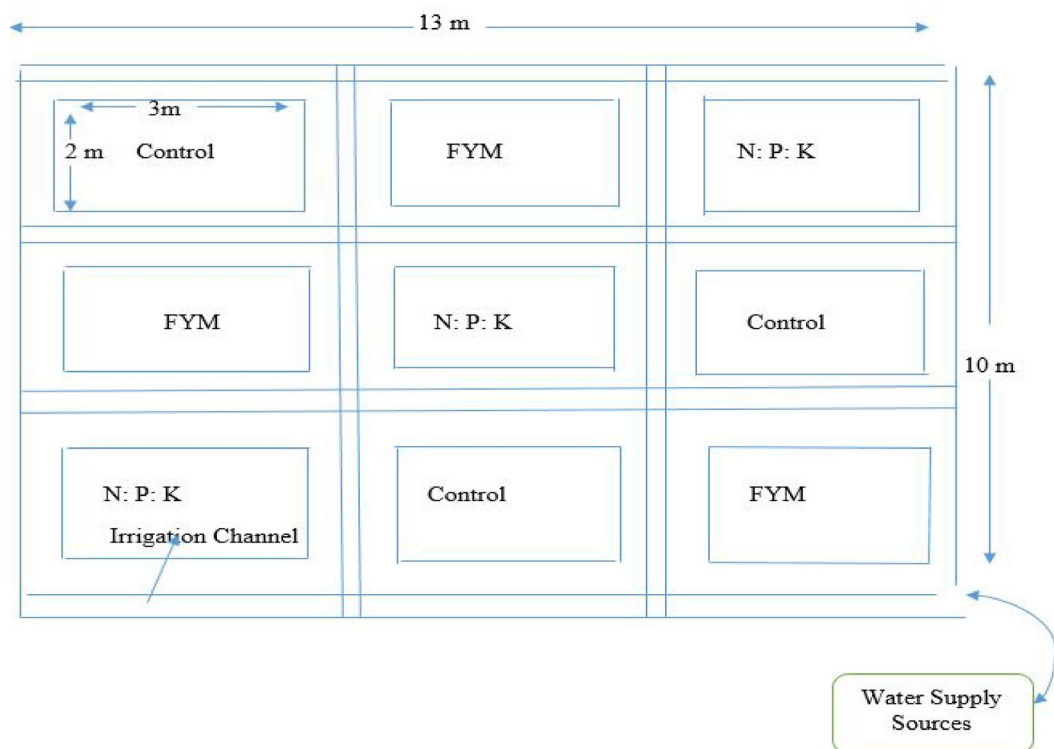 13 m
3m
2 m Control
FYM
N: P: K
FYM
N: P: K
Control
10 m
N: P: K
Control
FYM
Irrigation Channel
Water Supply
Sources